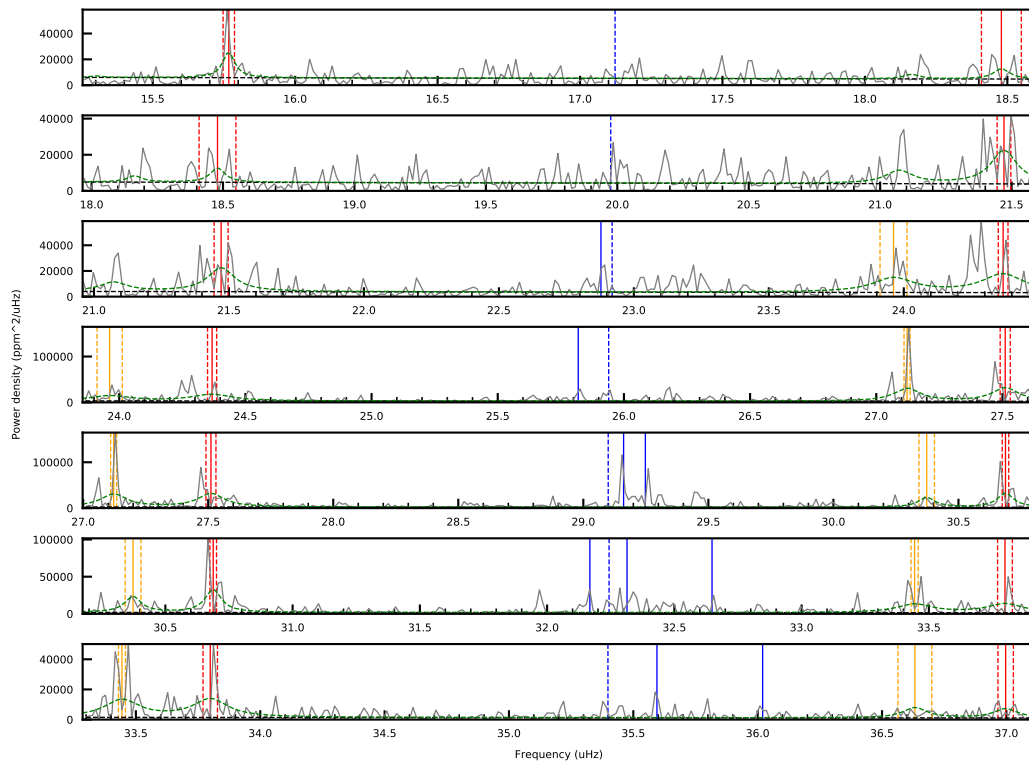 40000
20000
0
15.5 16.0 16.5 17.0 17.5 18.0 18.5
40000
20000
0
18.0 18.5 19.0 19.5 20.0 20.5 21.0 21.5
40000
20000
0
21.0 21.5 22.0 22.5 23.0 23.5 24.0
100000
0
24.0 24.5 25.0 25.5 26.0 26.5 27.0 27.5
Power density (ppm^2/uHz)
100000
0
27.0 27.5 28.0 28.5 29.0 29.5 30.0 30.5
100000
50000
0
30.5 31.0 31.5 32.0 32.5 33.0 33.5
40000
20000
0
33.5 34.0 34.5 35.0 35.5 36.0 36.5 37.0
Frequency (uHz)